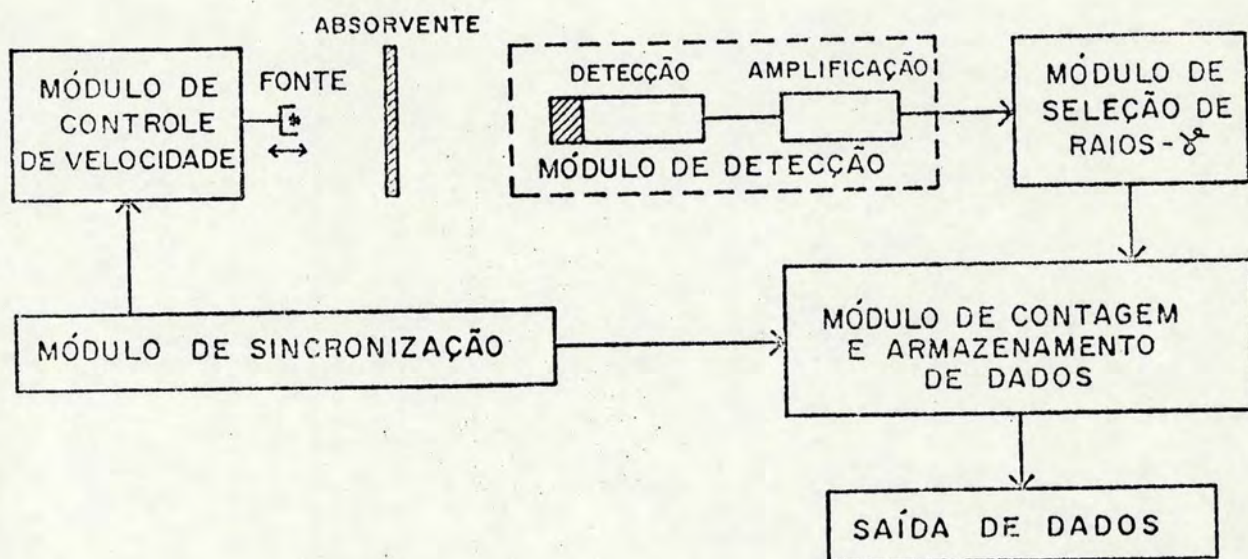 ABSORVENTE
MÓDULO DE
CONTROLE
DE VELOCIDADE
FONTE
DETECÇÃO
AMPLIFICAÇÃO
MÓDULO DE DETECÇÃO
MÓDULO DE
SELEÇÃO DE
RAIOS-γ
MÓDULO DE SINCRONIZAÇÃO
MÓDULO DE CONTAGEM
E ARMAZENAMENTO
DE DADOS
SAÍDA DE DADOS